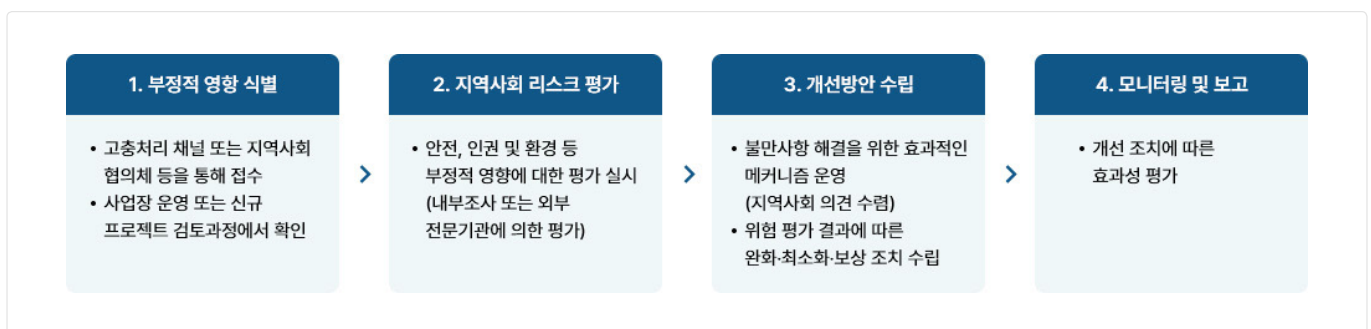 1. 부정적 영향 식별
• 고충처리 채널 또는 지역사회
협의체 등을 통해 접수
• 사업장 운영 또는 신규
프로젝트 검토과정에서 확인
2. 지역사회 리스크 평가
• 안전, 인권 및 환경 등
부정적 영향에 대한 평가 실시
(내부조사 또는 외부
전문기관에 의한 평가)
3. 개선방안 수립
• 불만사항 해결을 위한 효과적인
메커니즘 운영
(지역사회 의견 수렴)
• 위험 평가 결과에 따른
완화·최소화·보상 조치 수립
4. 모니터링 및 보고
• 개선 조치에 따른
효과성 평가